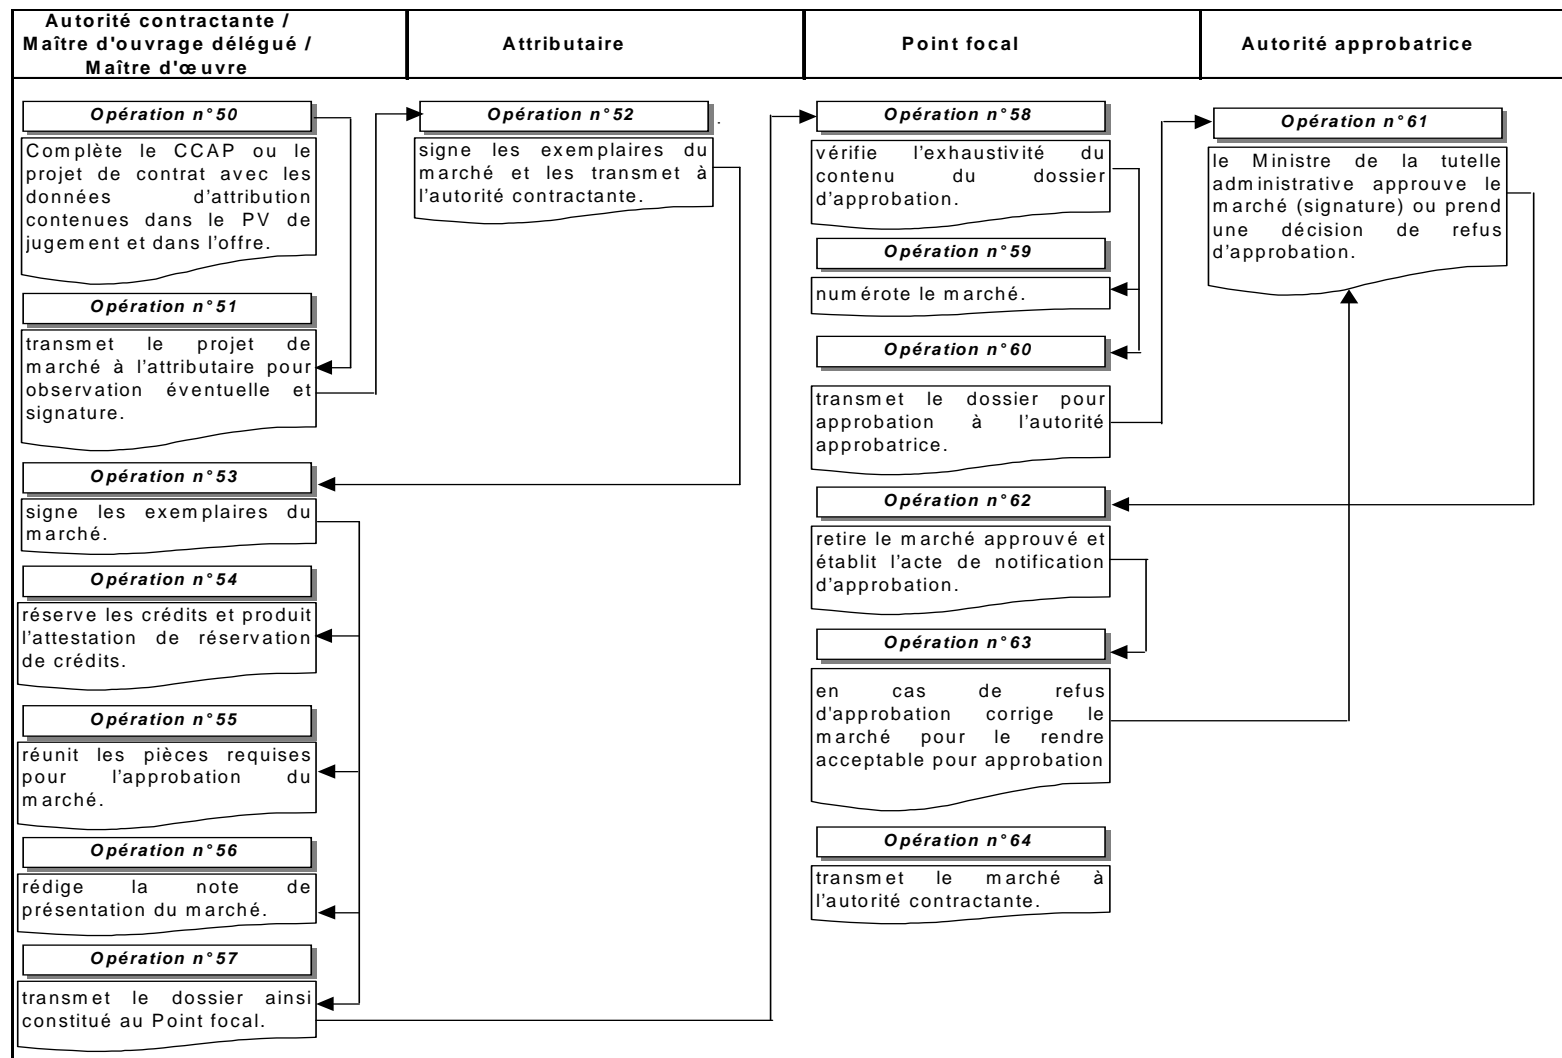 Autorité contractante /
Maître d'ouvrage délégué /
Maître d'œuvre
Attributaire
Point focal
Autorité approbatrice
Opération n°50
Complète le CCAP ou le
projet de contrat avec les
données d'attribution
contenues dans le PV de
jugement et dans l'offre.
Opération n°51
transmet le projet de
marché à l'attributaire pour
observation éventuelle et
signature.
Opération n°53
signe les exemplaires du
marché.
Opération n°54
réserve les crédits et produit
l'attestation de réservation
de crédits.
Opération n°55
réunit les pièces requises
pour l'approbation du
marché.
Opération n°56
rédige la note de
présentation du marché.
Opération n°57
transmet le dossier ainsi
constitué au Point focal.
Opération n°52
signe les exemplaires du
marché et les transmet à
l'autorité contractante.
Opération n°58
vérifie l'exhaustivité du
contenu du dossier
d'approbation.
Opération n°59
numérote le marché.
Opération n°60
transmet le dossier pour
approbation à l'autorité
approbatrice.
Opération n°62
retire le marché approuvé et
établit l'acte de notification
d'approbation.
Opération n°63
en cas de refus
d'approbation corrige le
marché pour le rendre
acceptable pour approbation
Opération n°64
transmet le marché à
l'autorité contractante.
Opération n°61
le Ministre de la tutelle
administrative approuve le
marché (signature) ou prend
une décision de refus
d'approbation.